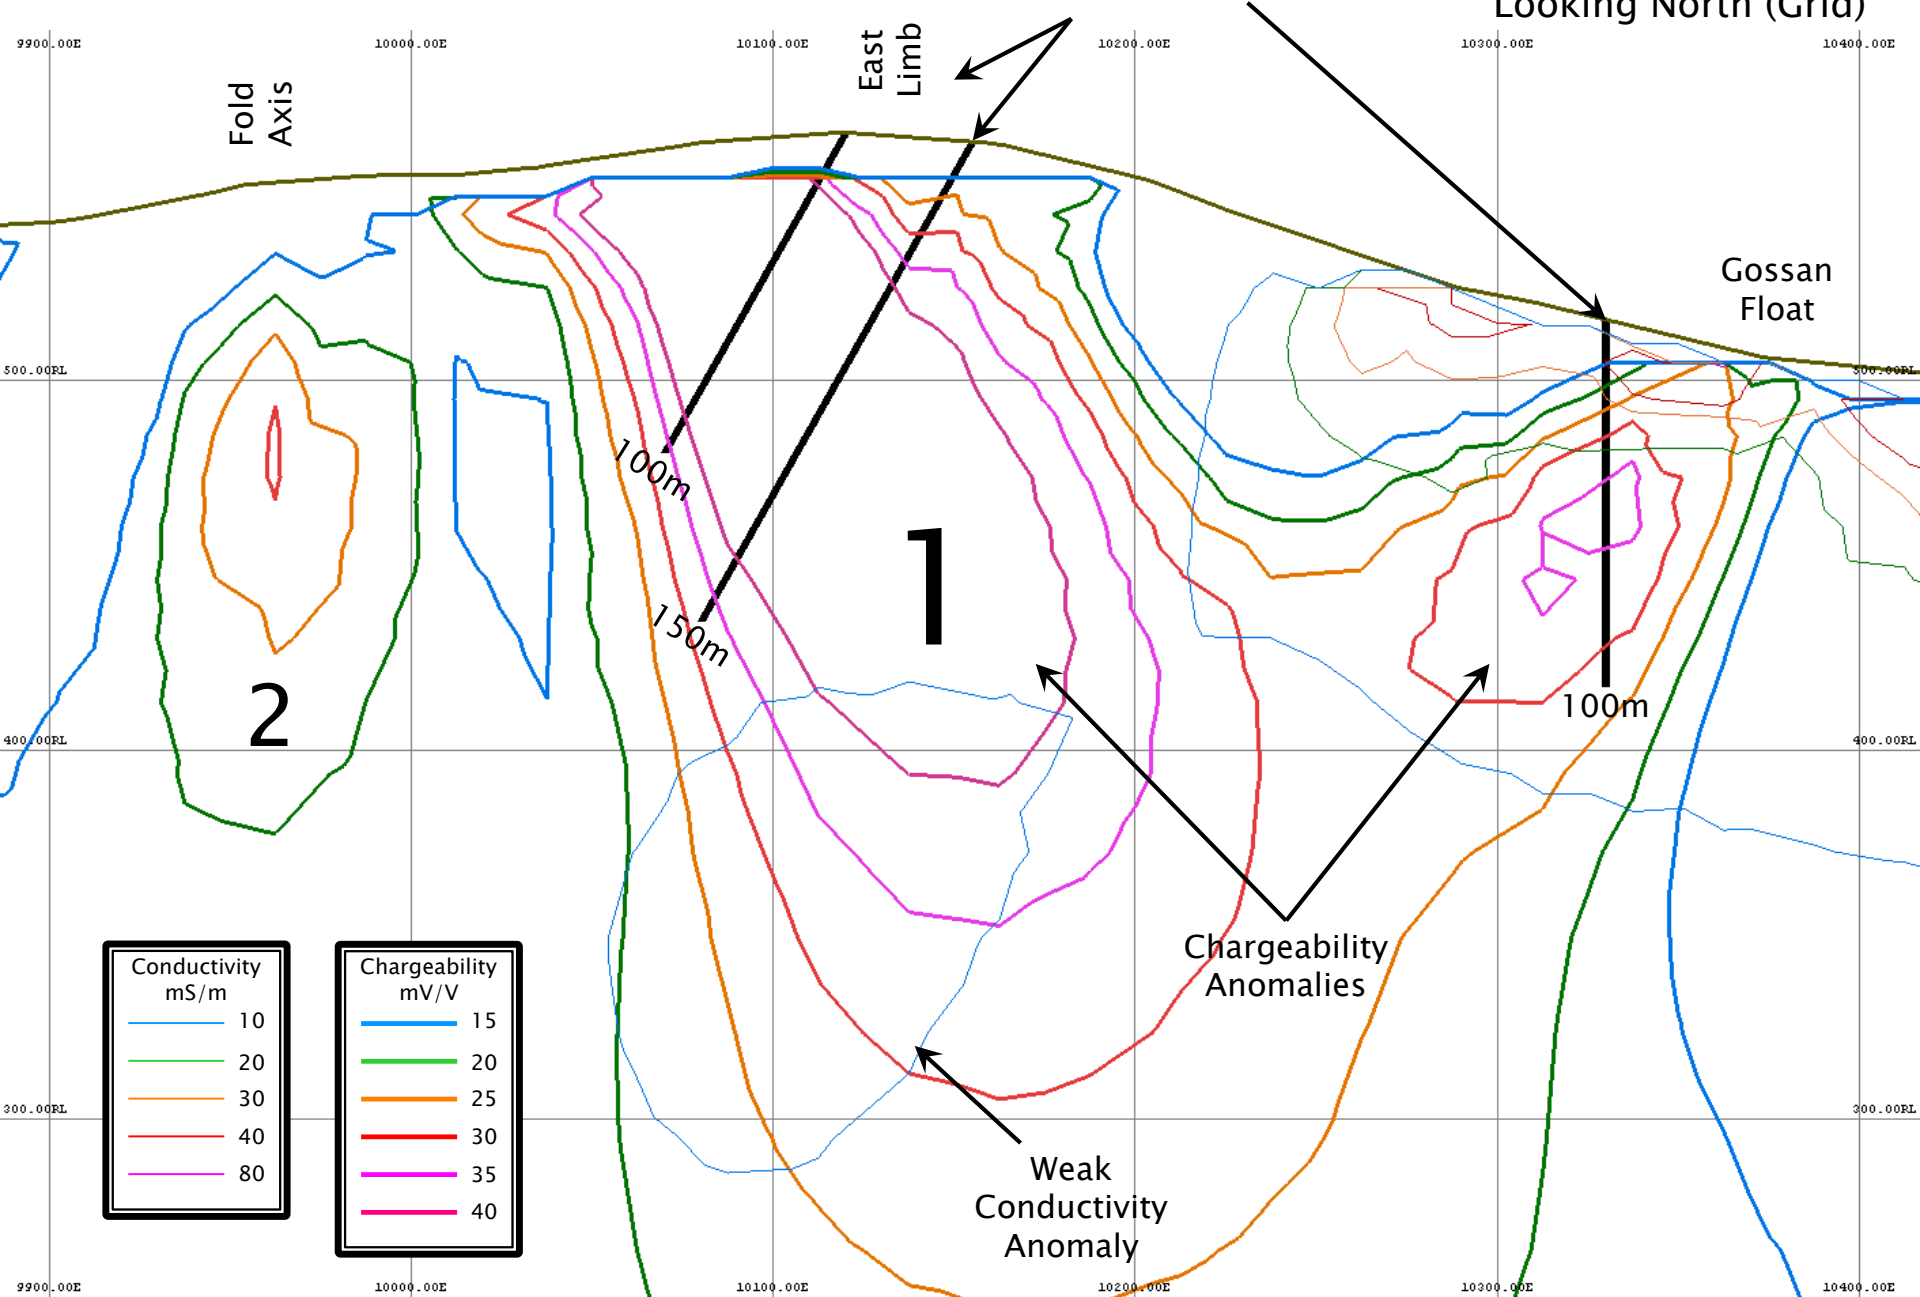 Looking North (Grid)
9900.00E
10000.00E
10100.00E
10200.00E
10300.00E
10400.00E
Fold
Axis
East
Limb
Gossan
Float
500.00RL
500.00RL
100m
150m
1
2
100m
400.00RL
400.00RL
Chargeability
Anomalies
Conductivity
mS/m
10
20
30
40
80
Chargeability
mV/V
15
20
25
30
35
40
300.00RL
300.00RL
Weak
Conductivity
Anomaly
9900.00E
10000.00E
10100.00E
10200.00E
10300.00E
10400.00E